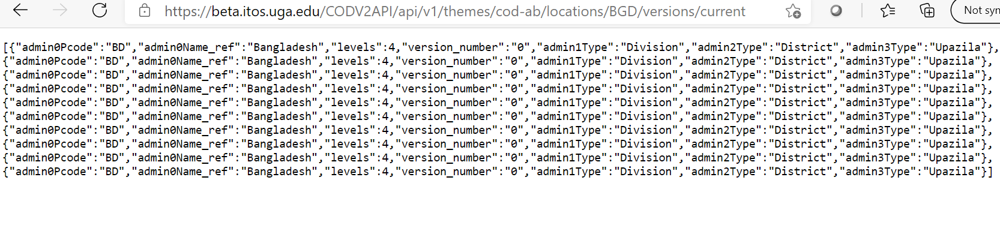 https://beta.itos.uga.edu/CODV2API/api/v1/themes/cod-ab/locations/BGD/versions/current
Not syn
[{"admin0Pcode":"BD","admin0Name_ref":"Bangladesh","levels":4,"version_number":"0","admin1Type":"Division","admin2Type":"District","admin3Type":"Upazila"},
{"admin0Pcode":"BD","admin0Name_ref":"Bangladesh","levels":4,"version_number":"0","admin1Type":"Division","admin2Type":"District","admin3Type":"Upazila"},
{"admin0Pcode":"BD","admin0Name_ref":"Bangladesh","levels":4,"version_number":"0","admin1Type":"Division","admin2Type":"District","admin3Type":"Upazila"},
{"admin0Pcode":"BD","admin0Name_ref":"Bangladesh","levels":4,"version_number":"0","admin1Type":"Division","admin2Type":"District","admin3Type":"Upazila"},
{"admin0Pcode":"BD","admin0Name_ref":"Bangladesh","levels":4,"version_number":"0","admin1Type":"Division","admin2Type":"District","admin3Type":"Upazila"},
{"admin0Pcode":"BD","admin0Name_ref":"Bangladesh","levels":4,"version_number":"0","admin1Type":"Division","admin2Type":"District","admin3Type":"Upazila"},
{"admin0Pcode":"BD","admin0Name_ref":"Bangladesh","levels":4,"version_number":"0","admin1Type":"Division","admin2Type":"District","admin3Type":"Upazila"},
{"admin0Pcode":"BD","admin0Name_ref":"Bangladesh","levels":4,"version_number":"0","admin1Type":"Division","admin2Type":"District","admin3Type":"Upazila"},
{"admin0Pcode":"BD","admin0Name_ref":"Bangladesh","levels":4,"version_number":"0","admin1Type":"Division","admin2Type":"District","admin3Type":"Upazila"},
{"admin0Pcode":"BD","admin0Name_ref":"Bangladesh","levels":4,"version_number":"0","admin1Type":"Division","admin2Type":"District","admin3Type":"Upazila"}]